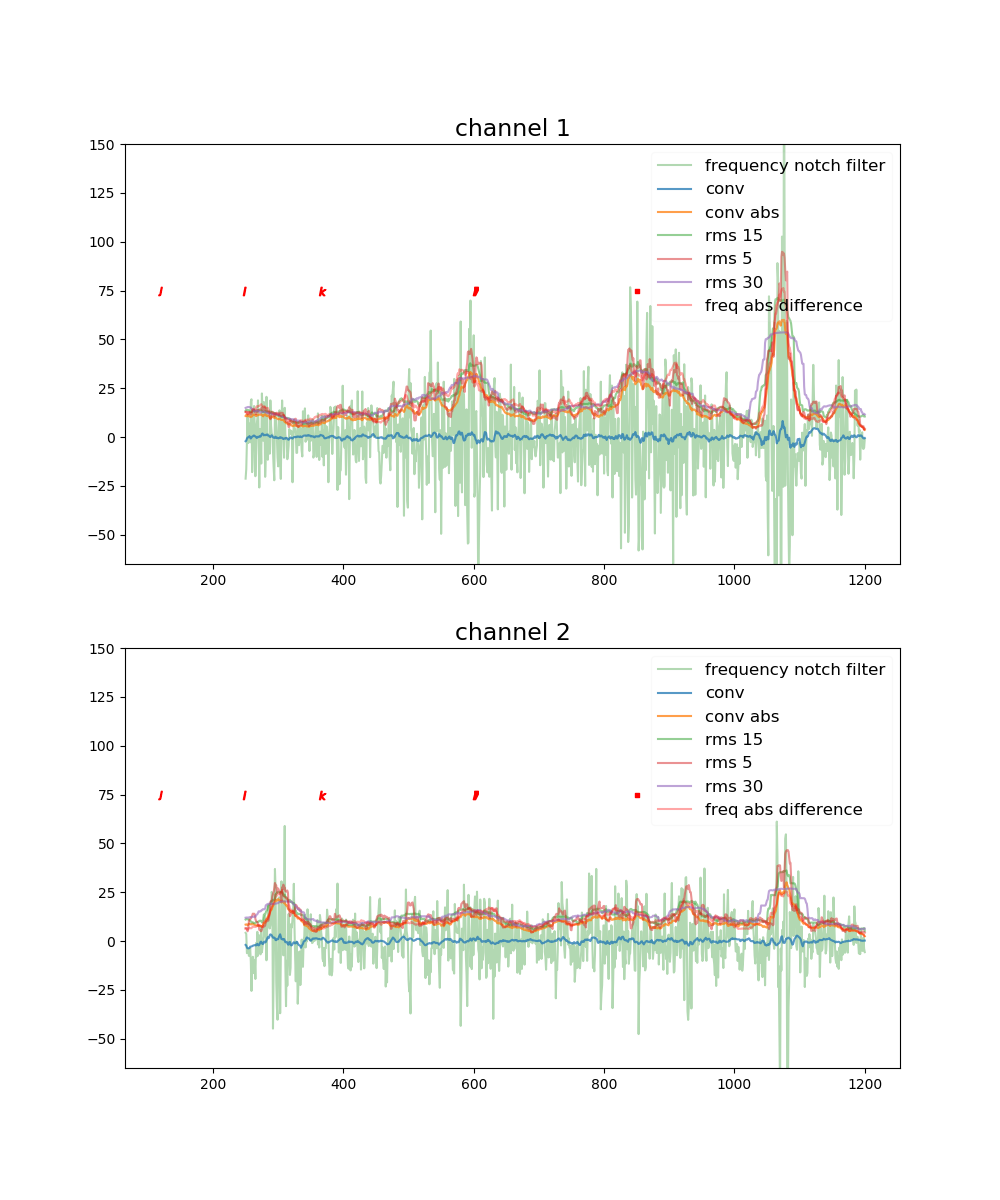 channel 1
150
125
100
75
50
25
0
−25
−50
frequency notch filter
conv
conv abs
rms 15
rms 5
rms 30
freq abs difference
J l k , .
200 400 600 800 1000 1200
channel 2
150
125
100
75
50
25
0
−25
−50
frequency notch filter
conv
conv abs
rms 15
rms 5
rms 30
freq abs difference
J l k , .
200 400 600 800 1000 1200